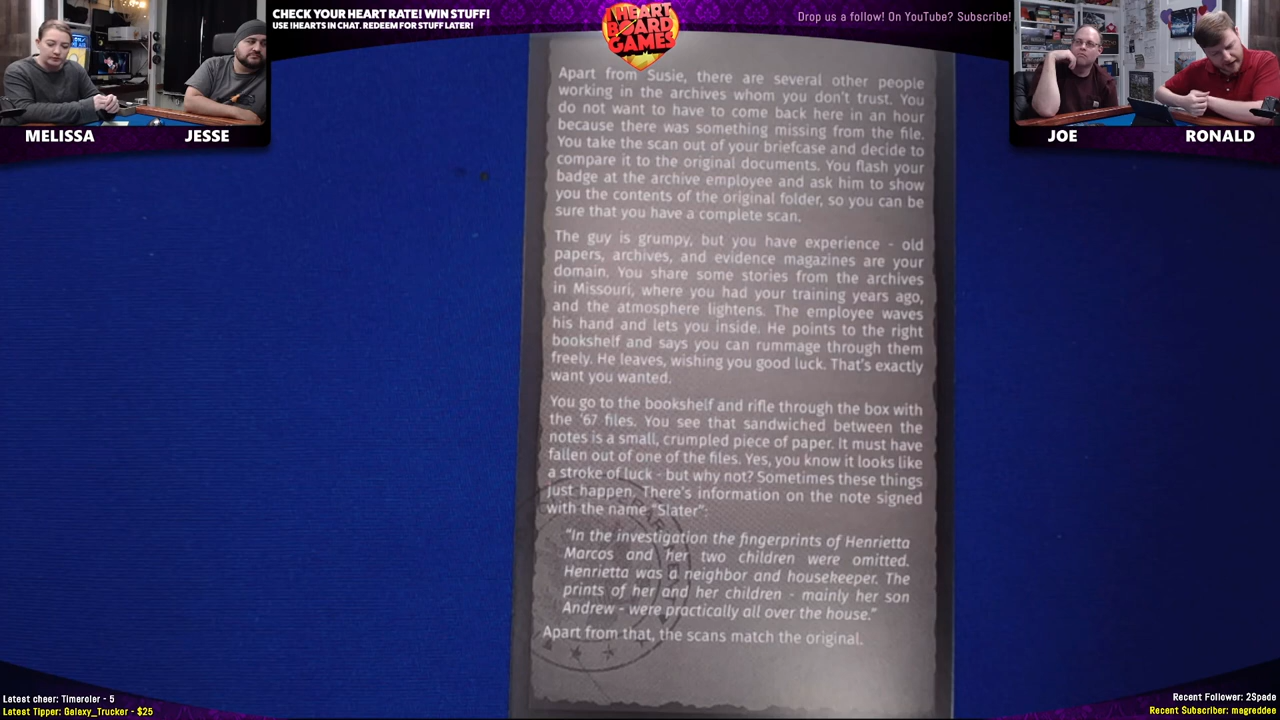 CHECK YOUR HEART RATE! WIN STUFF!
USE !HEARTS IN CHAT. REDEEM FOR STUFF LATER!
I HEART
BOARD
GAMES
Drop us a follow! On YouTube? Subscribe!
MELISSA
JESSE
JOE
RONALD
Apart from Susie, there are several other people
working in the archives whom you don't trust. You
do not want to have to come back here in an hour
because there was something missing from the file.
You take the scan out of your briefcase and decide to
compare it to the original documents. You flash your
badge at the archive employee and ask him to show
you the contents of the original folder, so you can be
sure that you have a complete scan.
The guy is grumpy, but you have experience - old
papers, archives, and evidence magazines are your
domain. You share some stories from the archives
in Missouri, where you had your training years ago,
and the atmosphere lightens. The employee waves
his hand and lets you inside. He points to the right
bookshelf and says you can rummage through them
freely. He leaves, wishing you good luck. That's exactly
want you wanted.
You go to the bookshelf and rifle through the box with
the '67 files. You see that sandwiched between the
notes is a small, crumpled piece of paper. It must have
fallen out of one of the files. Yes, you know it looks like
a stroke of luck - but why not? Sometimes these things
just happen. There's information on the note signed
with the name "Slater":
"In the investigation the fingerprints of Henrietta
Marcos and her two children were omitted.
Henrietta was a neighbor and housekeeper. The
prints of her and her children - mainly her son
Andrew - were practically all over the house."
Apart from that, the scans match the original.
Latest cheer: Timeroler - 5
Latest Tipper: Galaxy_Trucker - $25
Recent Follower: 2Spade
Recent Subscriber: magreddee